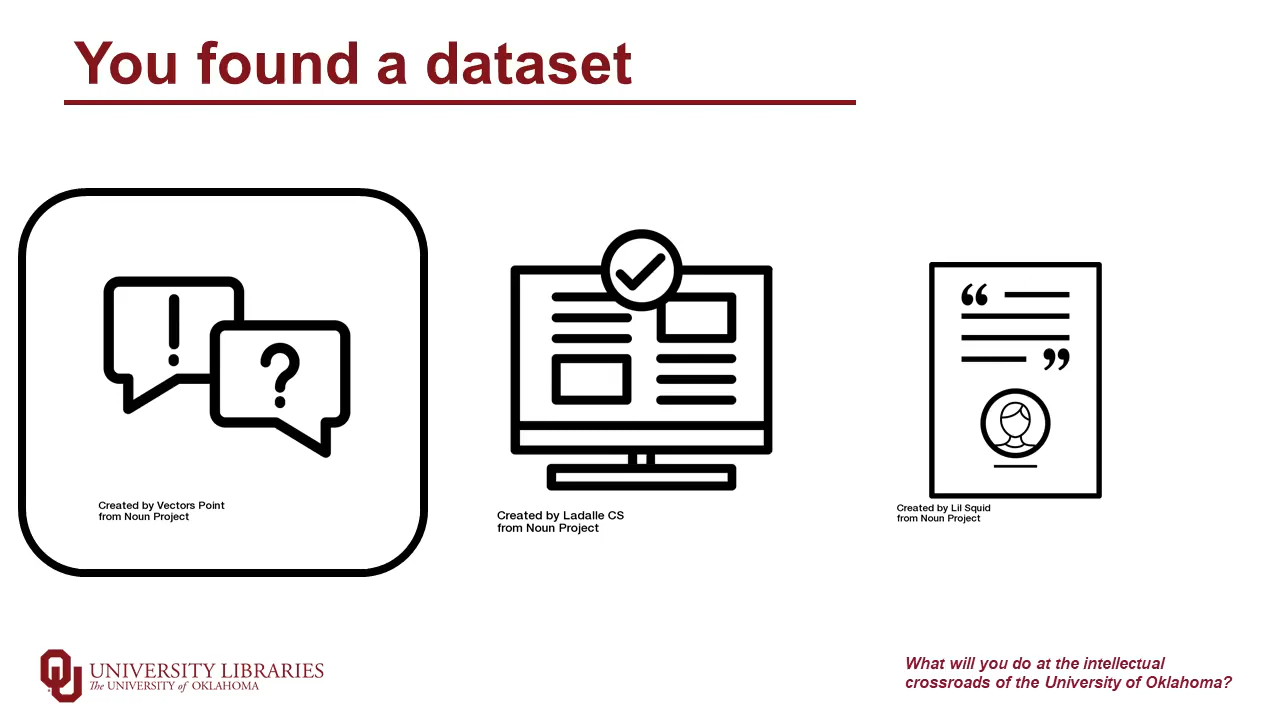 You found a dataset
!
?
Created by Vectors Point
from Noun Project
Created by Ladalle CS
from Noun Project
“
”
Created by Lil Squid
from Noun Project
OU
UNIVERSITY LIBRARIES
The UNIVERSITY of OKLAHOMA
What will you do at the intellectual
crossroads of the University of Oklahoma?